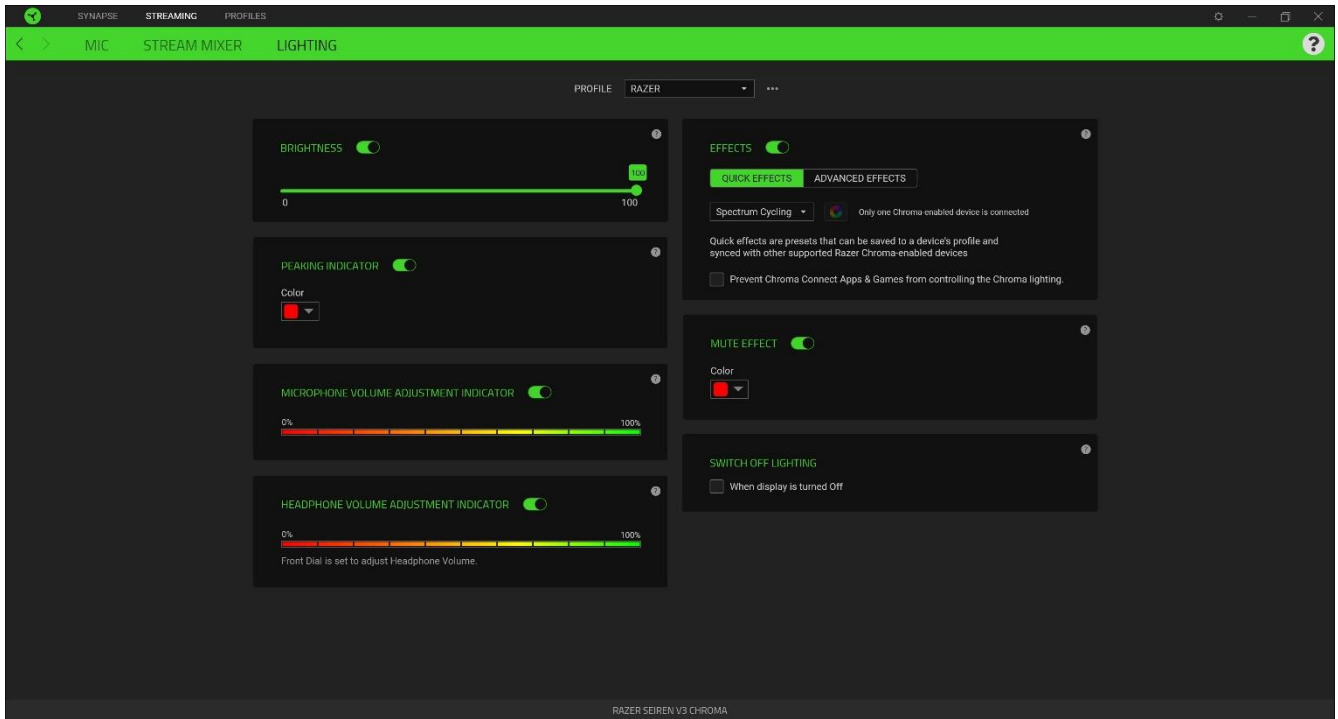 SYNAPSE STREAMING PROFILES
MIC STREAM MIXER LIGHTING ?
PROFILE RAZER
BRIGHTNESS
100
0 100
PEAKING INDICATOR
Color
MICROPHONE VOLUME ADJUSTMENT INDICATOR
0% 100%
HEADPHONE VOLUME ADJUSTMENT INDICATOR
0% 100%
Front Dial is set to adjust Headphone Volume.
EFFECTS
QUICK EFFECTS ADVANCED EFFECTS
Spectrum Cycling Only one Chroma-enabled device is connected
Quick effects are presets that can be saved to a device's profile and
synced with other supported Razer Chroma-enabled devices
Prevent Chroma Connect Apps & Games from controlling the Chroma lighting.
MUTE EFFECT
Color
SWITCH OFF LIGHTING
When display is turned Off
RAZER SEIREN V3 CHROMA